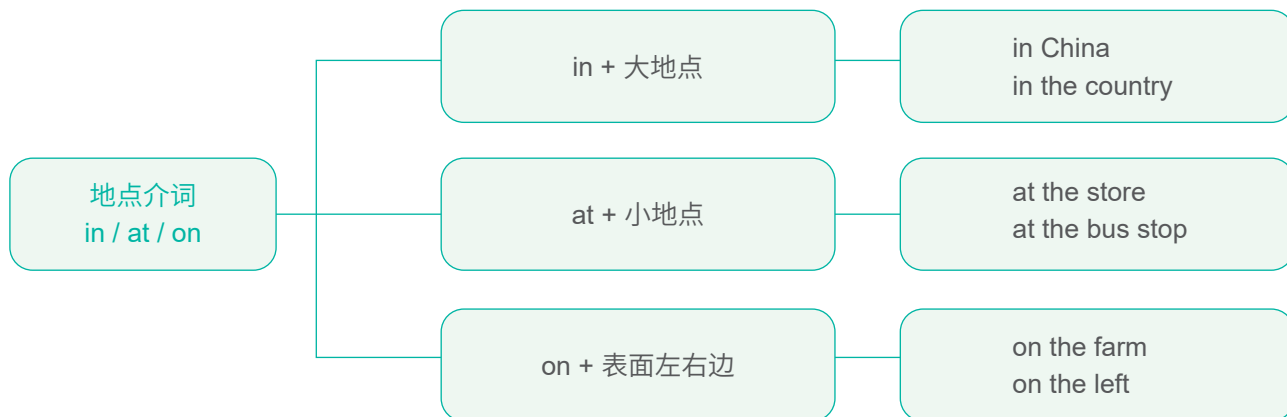 地点介词
in / at / on
in + 大地点
in China
in the country
at + 小地点
at the store
at the bus stop
on + 表面左右边
on the farm
on the left